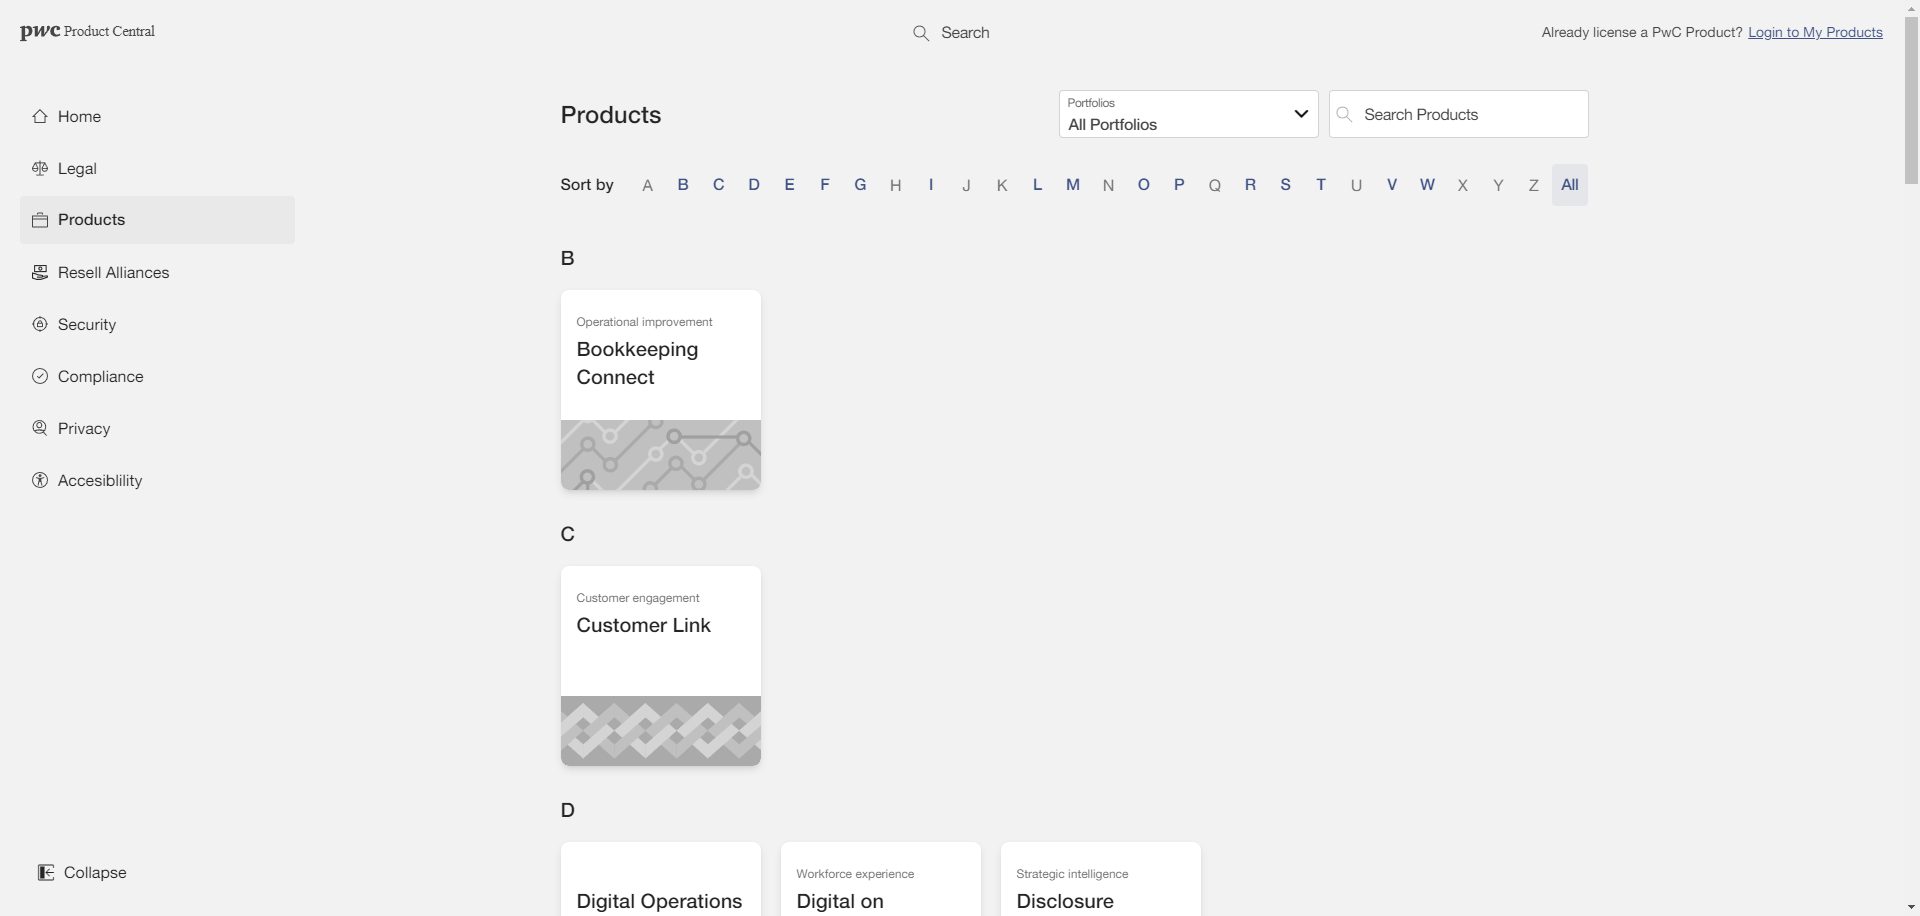 pwc Product Central
Search
Already license a PwC Product? Login to My Products
Home
Legal
Products
Resell Alliances
Security
Compliance
Privacy
Accesiblility
Collapse
Products
Portfolios
All Portfolios
Search Products
Sort by A B C D E F G H I J K L M N O P Q R S T U V W X Y Z All
B
Operational improvement
Bookkeeping
Connect
C
Customer engagement
Customer Link
D
Digital Operations
Workforce experience
Digital on
Strategic intelligence
Disclosure